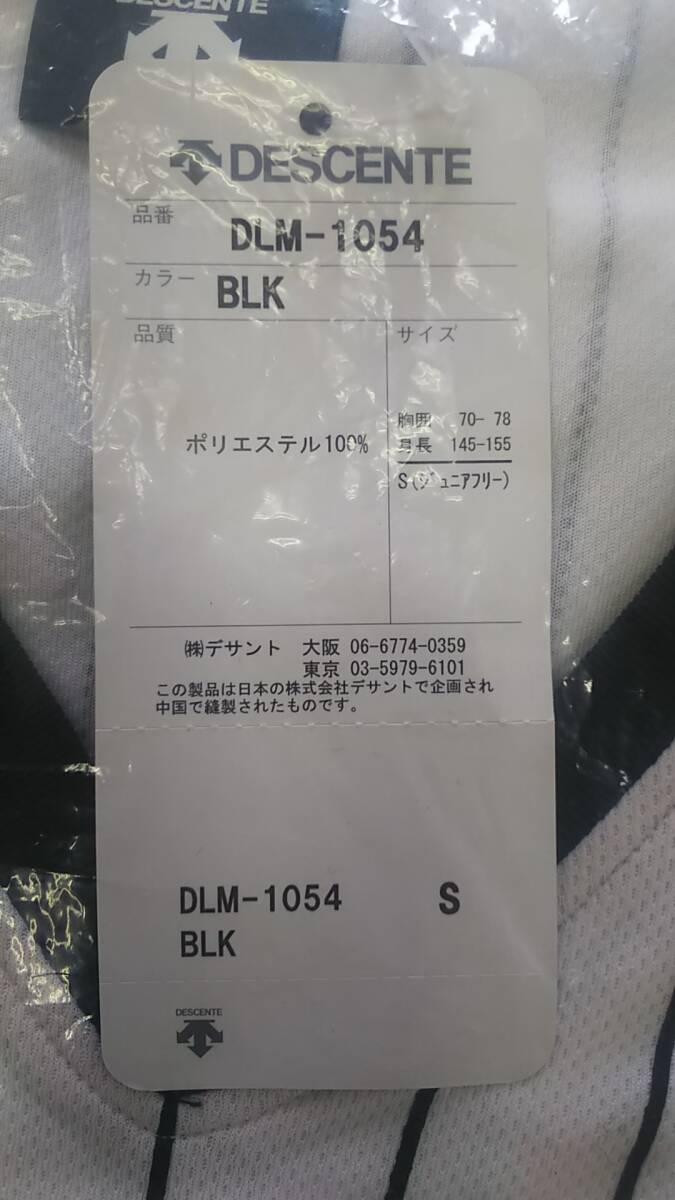 DESCENTE
DESCENTE
品番 DLM-1054
カラー BLK
品質 サイズ
ポリエステル100%
胸囲 70- 78
身長 145-155
S(ジュニアフリー)
㈱デサント 大阪 06-6774-0359
東京 03-5979-6101
この製品は日本の株式会社デサントで企画され
中国で縫製されたものです。
DLM-1054 S
BLK
DESCENTE